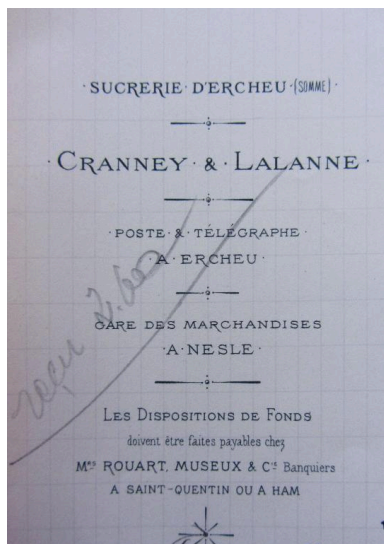 · SUCRERIE · D'ERCHEU · (SOMME) ·
· CRANNEY · & · LALANNE ·
· POSTE · & · TÉLÉGRAPHE
· A · ERCHEU ·
GARE DES MARCHANDISES
· A · NESLE ·
LES DISPOSITIONS DE FONDS
doivent être faites payables chez
Mrs ROUART, MUSEUX & Cie Banquiers
A SAINT-QUENTIN OU A HAM
reçu